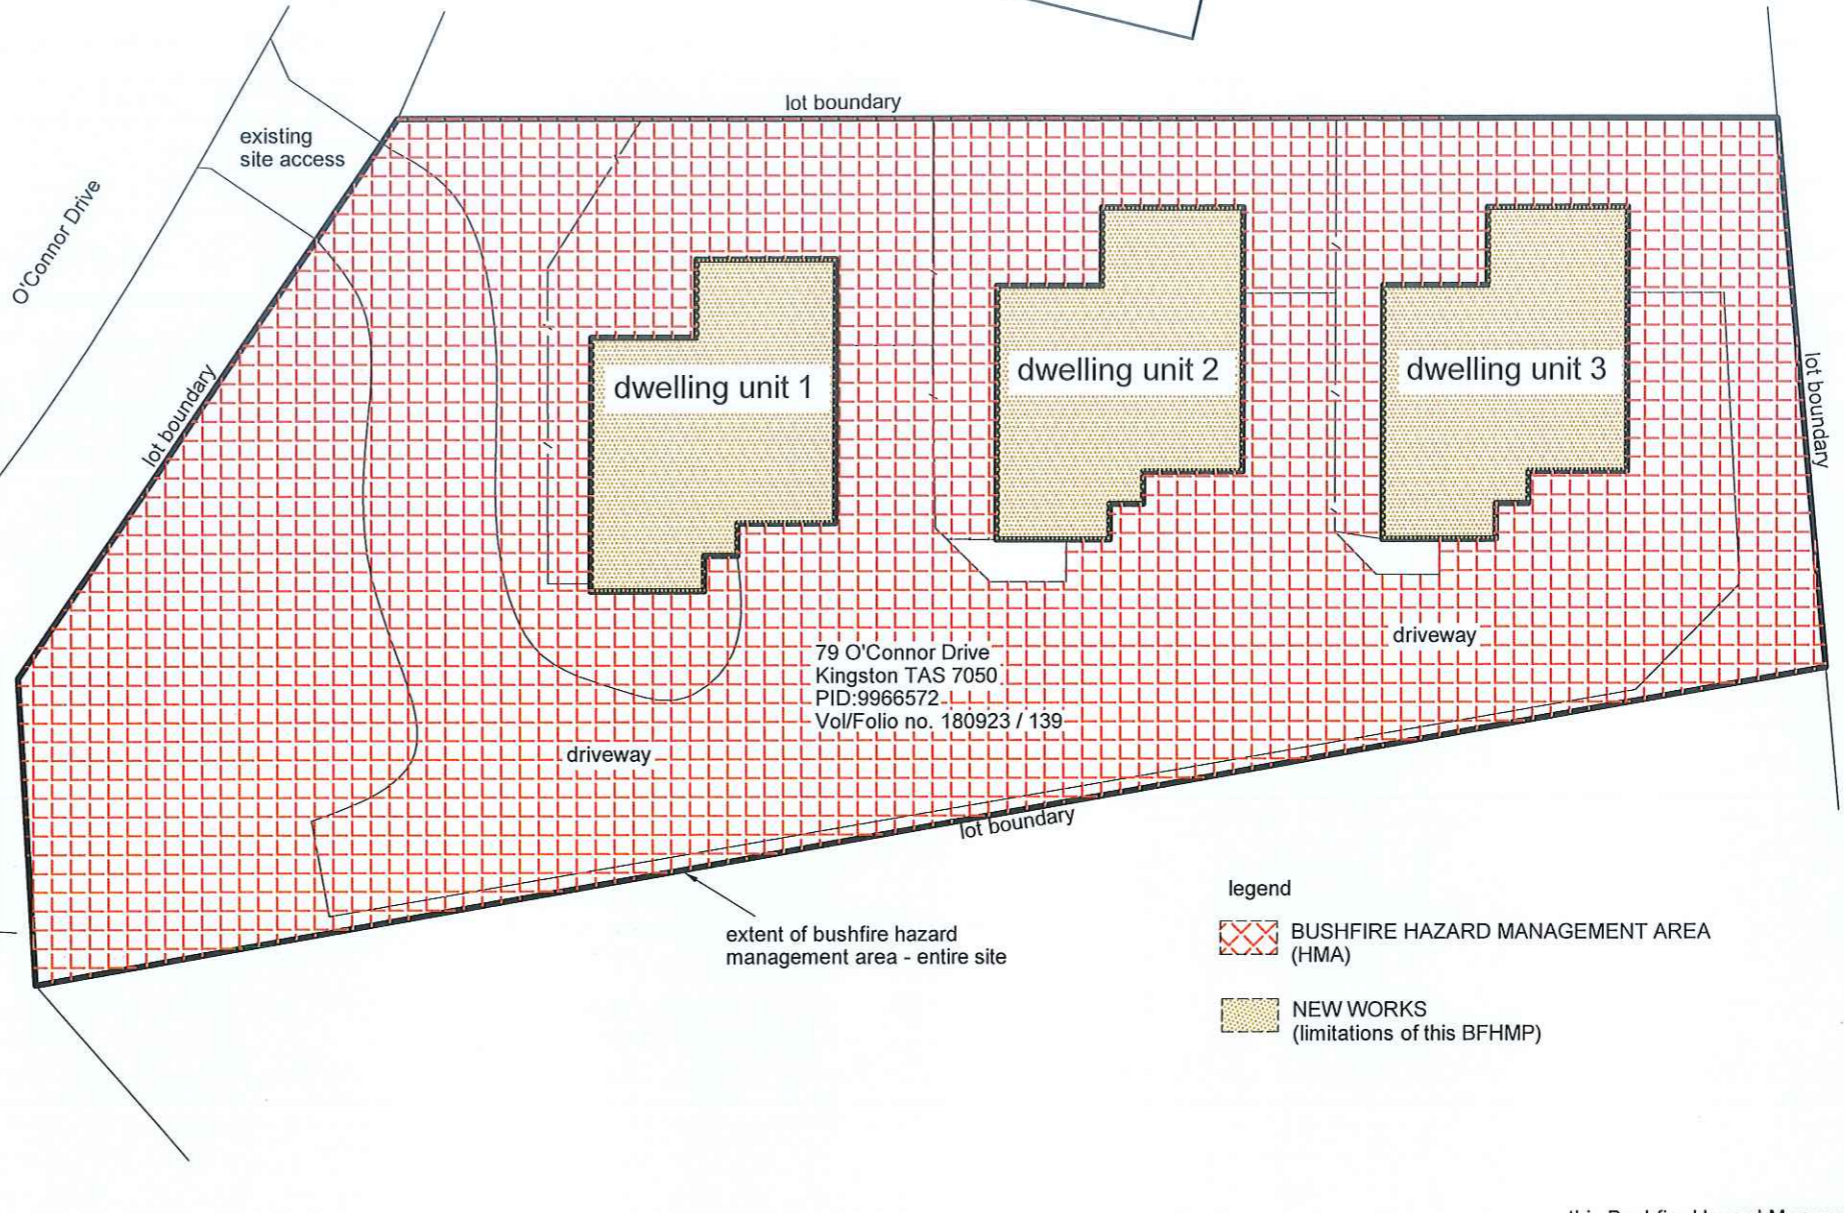 lot boundary
existing
site access
O'Connor Drive
lot boundary
dwelling unit 1
dwelling unit 2
dwelling unit 3
lot boundary
driveway
79 O'Connor Drive
Kingston TAS 7050
PID:9966572
Vol/Folio no. 180923 / 139
driveway
lot boundary
extent of bushfire hazard
management area - entire site
legend
BUSHFIRE HAZARD MANAGEMENT AREA
(HMA)
NEW WORKS
(limitations of this BFHMP)